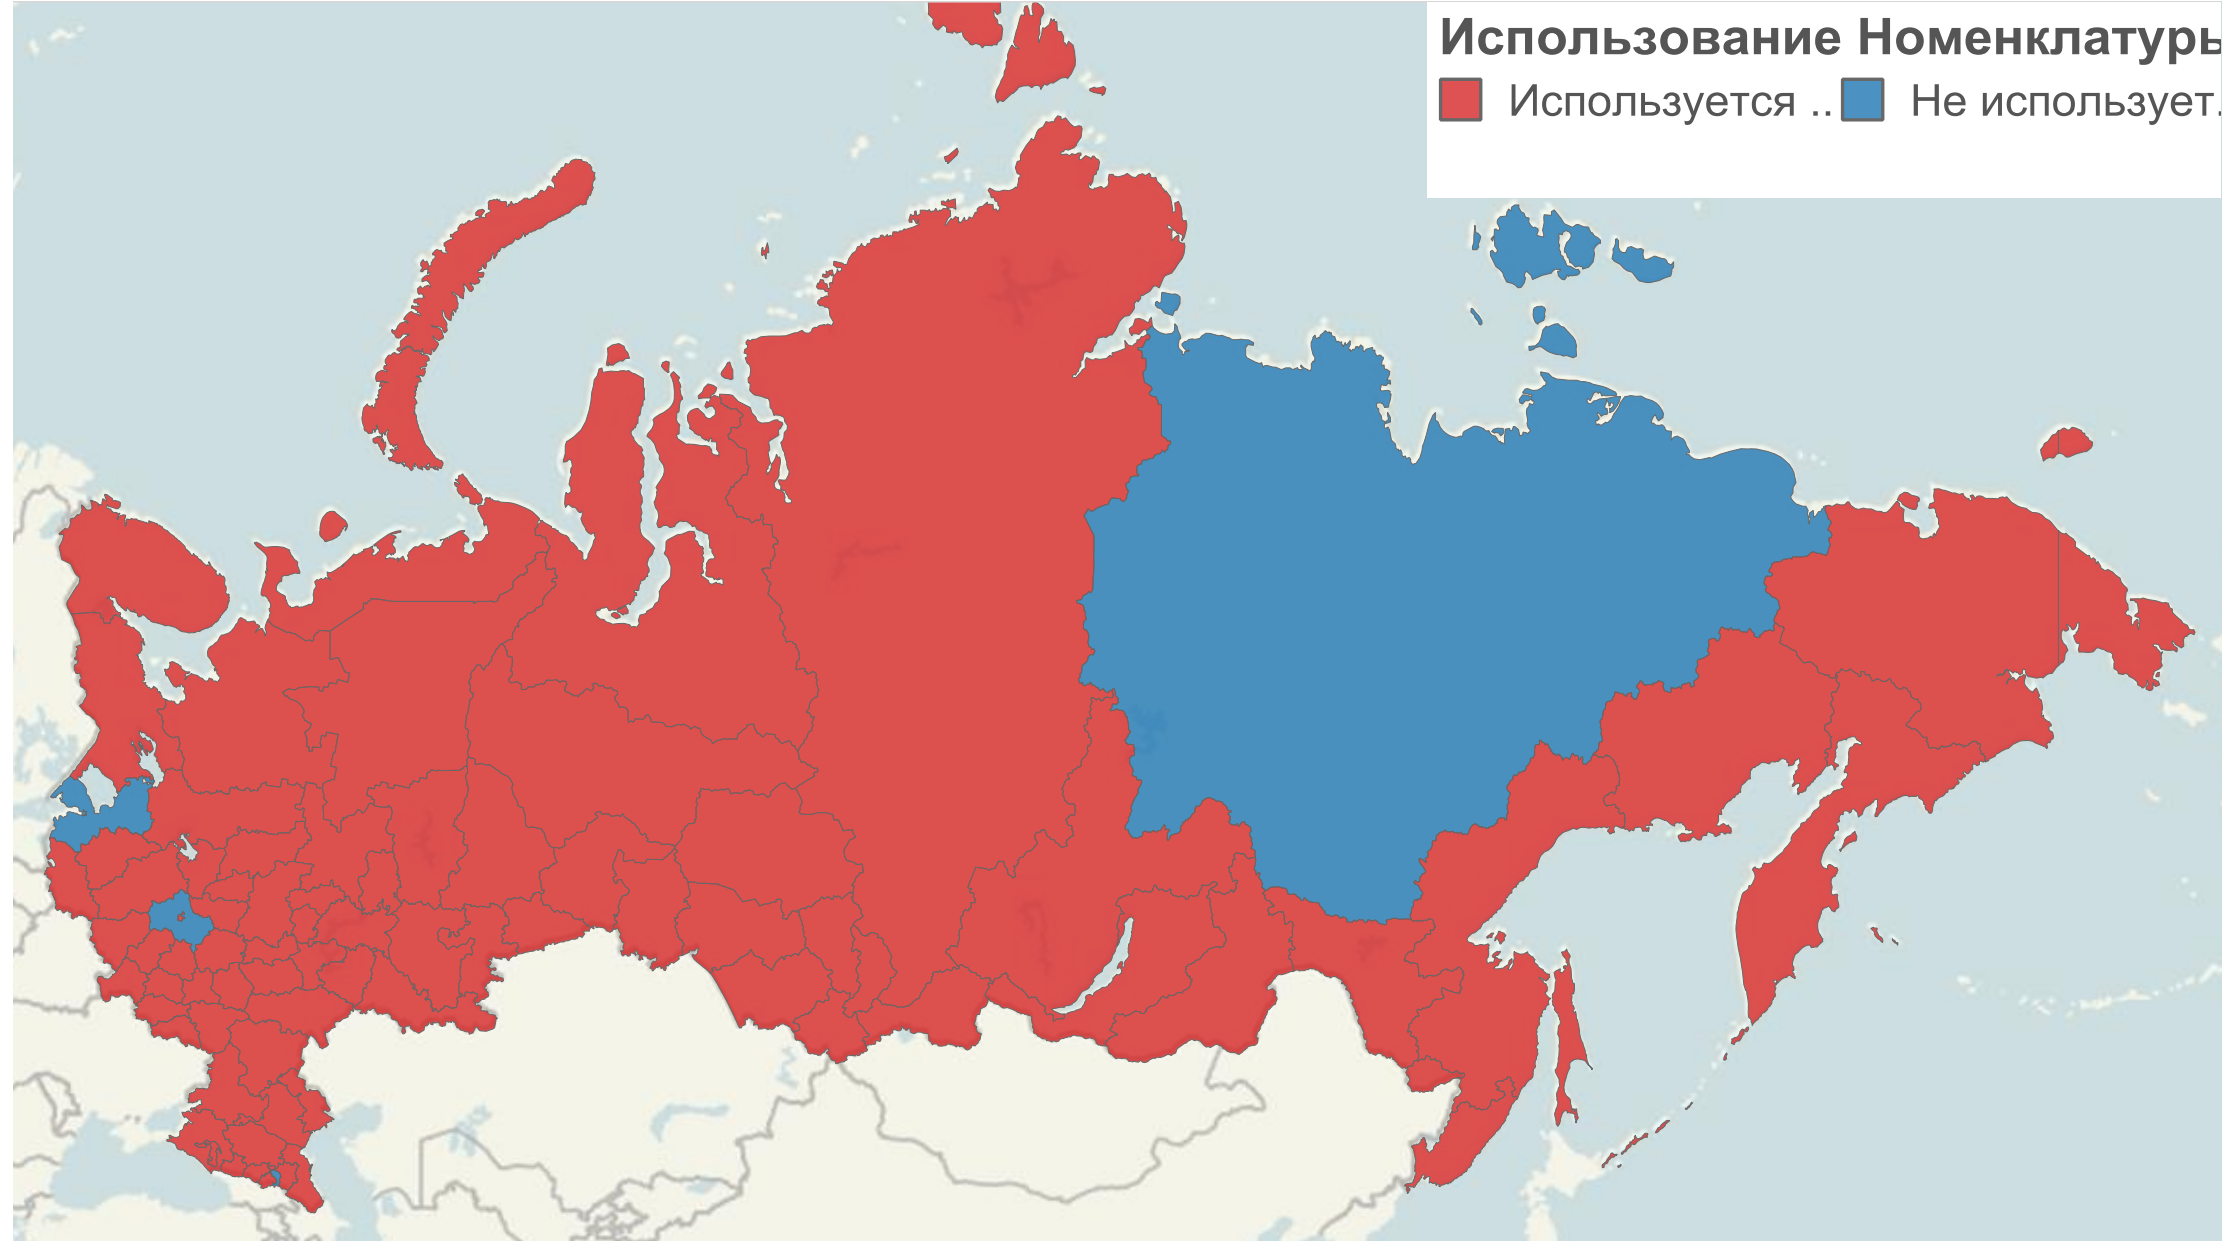 Использование Номенклатуры
Используется .. Не использует.